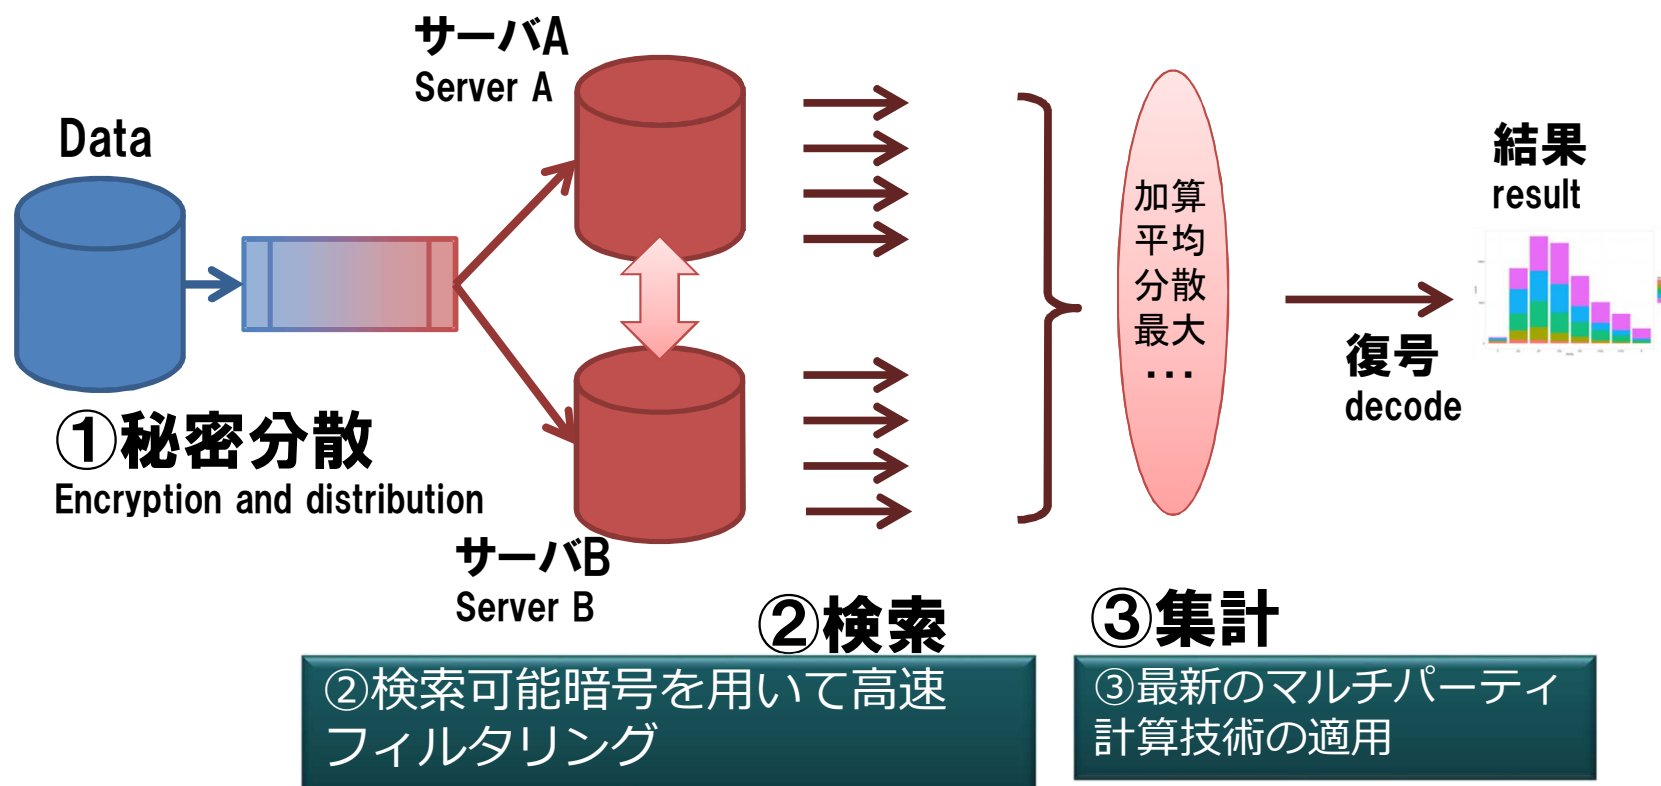 サーバA
Server A
Data
①秘密分散
Encryption and distribution
サーバB
Server B
②検索
②検索可能暗号を用いて高速
フィルタリング
加算
平均
分散
最大
・・・
③集計
③最新のマルチパーティ
計算技術の適用
復号
decode
結果
result